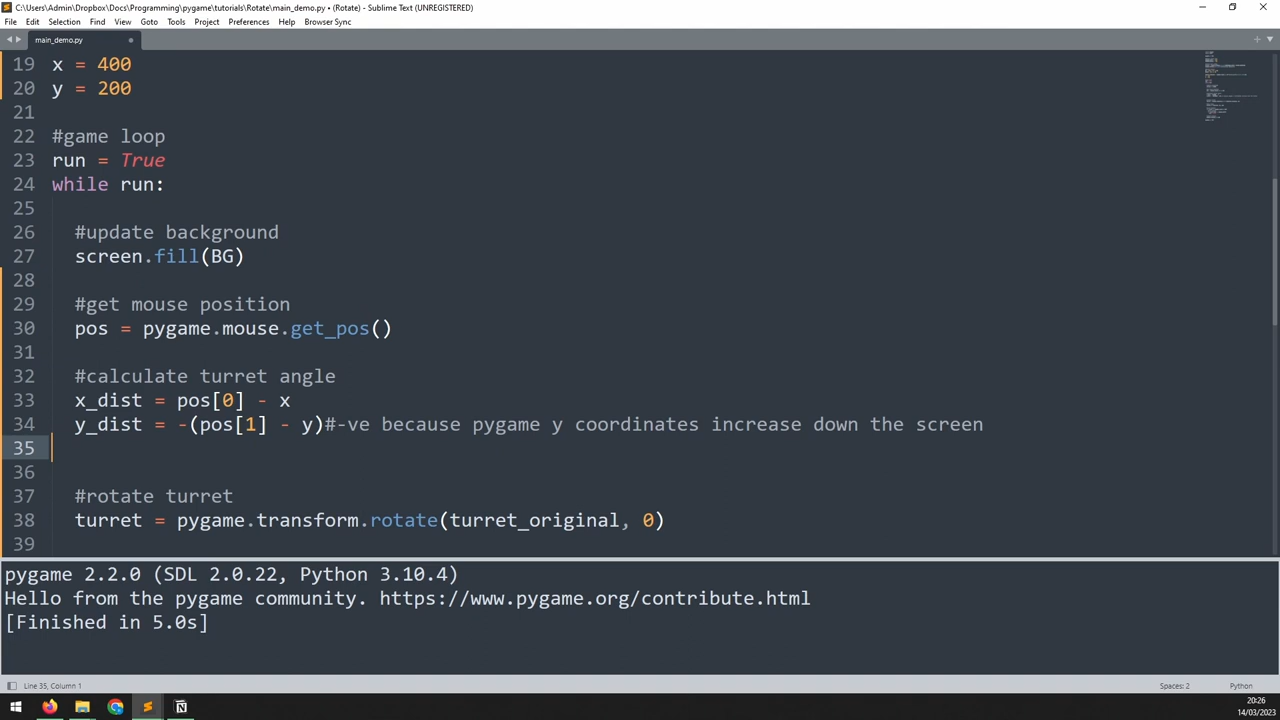 C:\Users\Admin\Dropbox\Docs\Programming\pygame\tutorials\Rotate\main_demo.py • (Rotate) - Sublime Text (UNREGISTERED)
File Edit Selection Find View Goto Tools Project Preferences Help Browser Sync
main_demo.py
19 x = 400
20 y = 200
21
22 #game loop
23 run = True
24 while run:
25
26 #update background
27 screen.fill(BG)
28
29 #get mouse position
30 pos = pygame.mouse.get_pos()
31
32 #calculate turret angle
33 x_dist = pos[0] - x
34 y_dist = -(pos[1] - y)#-ve because pygame y coordinates increase down the screen
35
36
37 #rotate turret
38 turret = pygame.transform.rotate(turret_original, 0)
39
pygame 2.2.0 (SDL 2.0.22, Python 3.10.4)
Hello from the pygame community. https://www.pygame.org/contribute.html
[Finished in 5.0s]
Line 35, Column 1 Spaces: 2 Python
20:26
14/03/2023